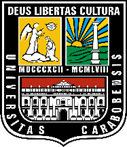 DEUS LIBERTAS CULTURA
MDCCCXCII - MCMLVIII
UNIVERSITAS
CARABOBENSIS